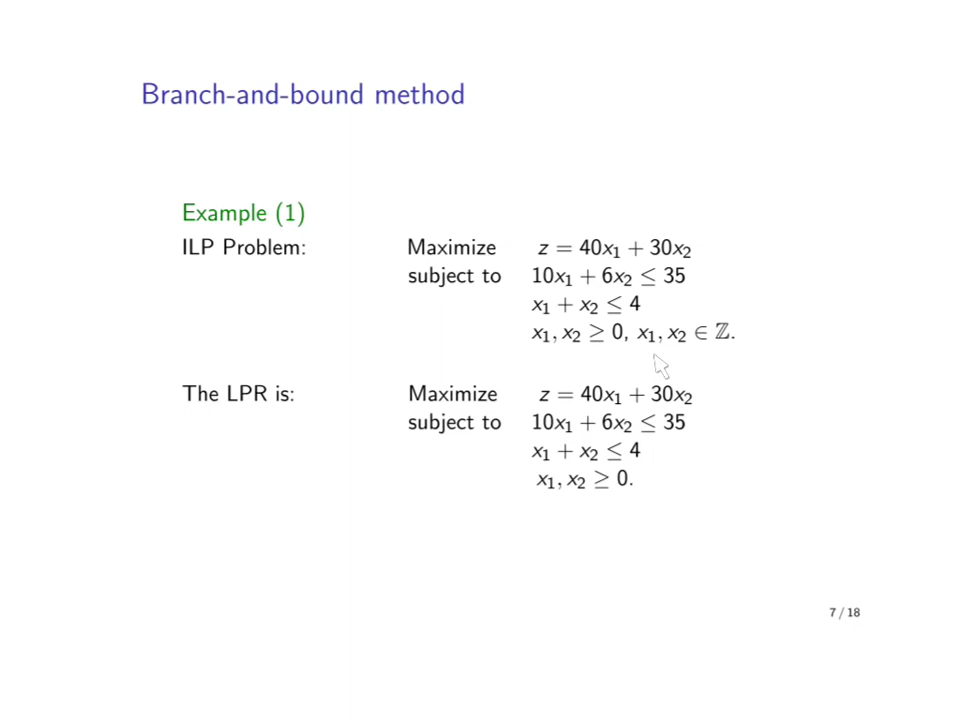 Branch-and-bound method
Example (1)
ILP Problem: Maximize z = 40x₁ + 30x₂
subject to 10x₁ + 6x₂ ≤ 35
x₁ + x₂ ≤ 4
x₁, x₂ ≥ 0, x₁, x₂ ∈ ℤ.
The LPR is: Maximize z = 40x₁ + 30x₂
subject to 10x₁ + 6x₂ ≤ 35
x₁ + x₂ ≤ 4
x₁, x₂ ≥ 0.
7 / 18